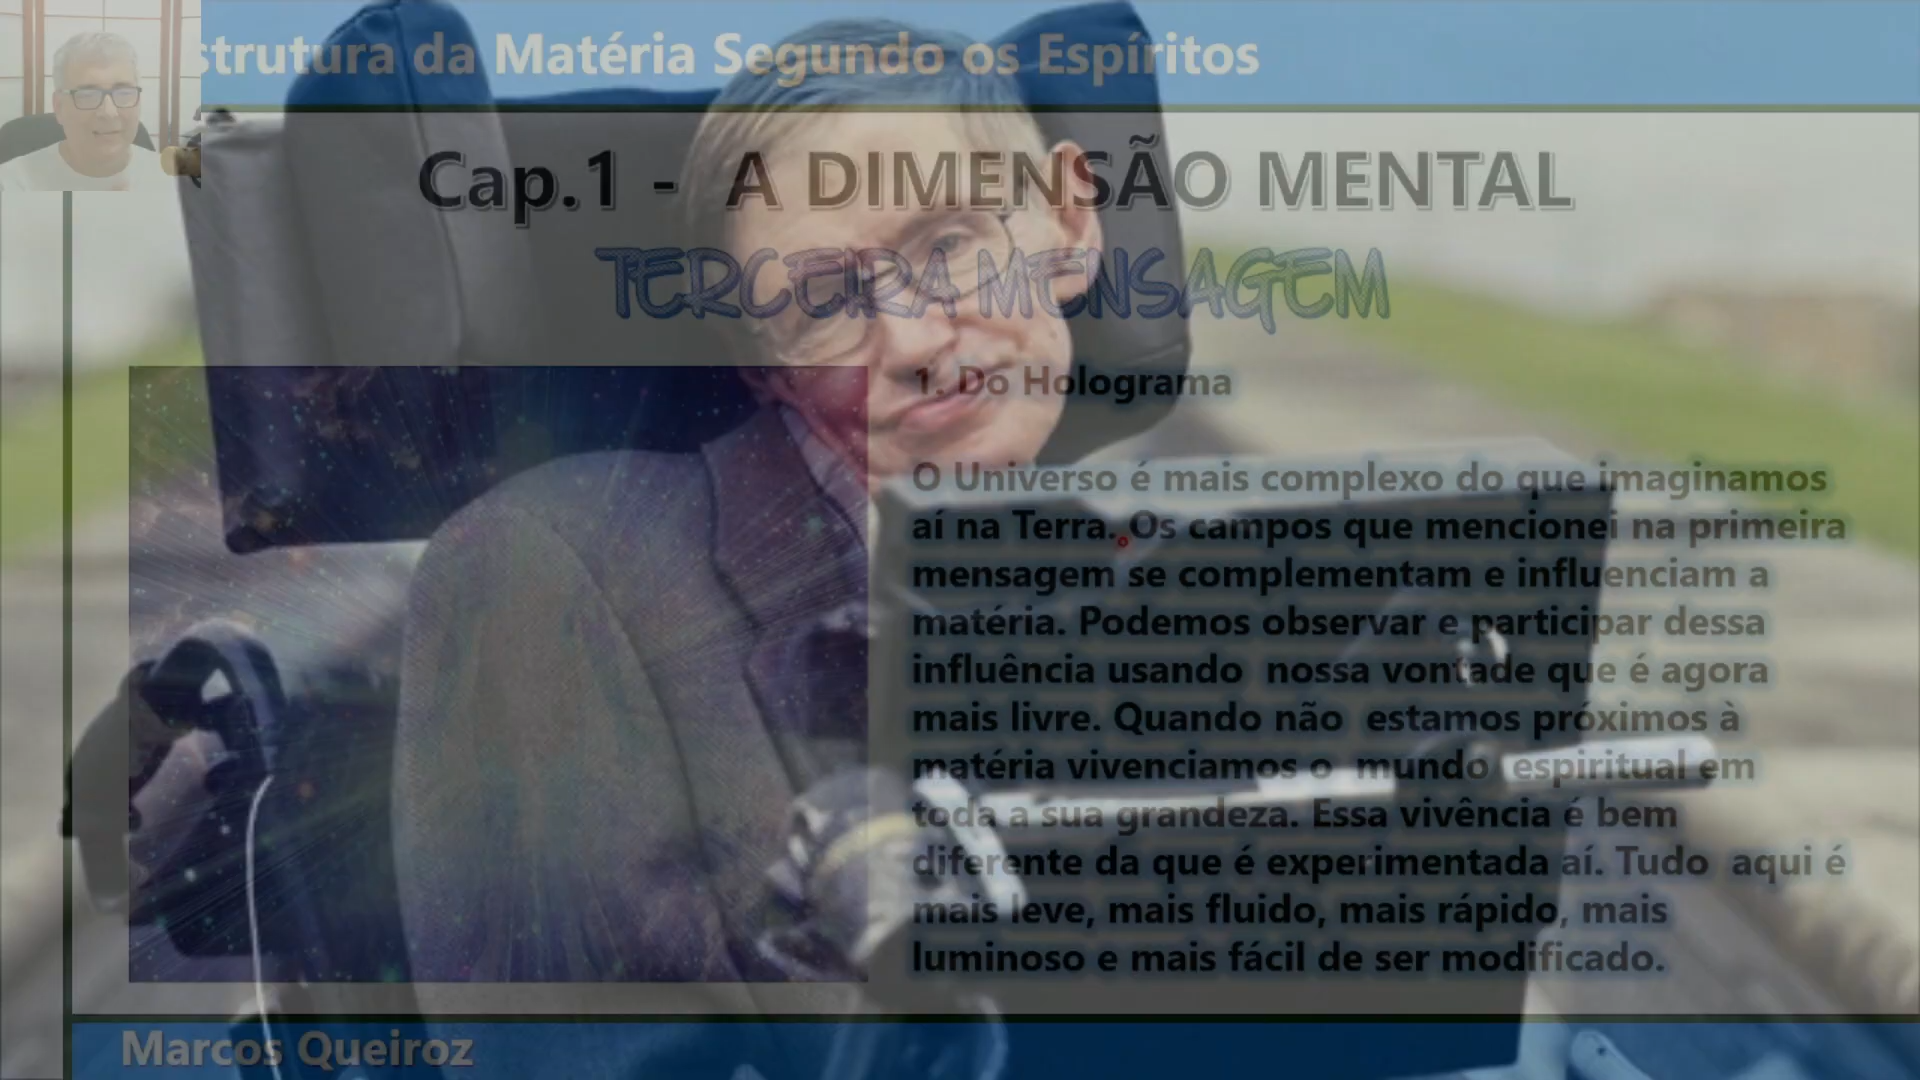 strutura da Matéria Segundo os Espíritos
Cap.1 - A DIMENSÃO MENTAL
TERCEIRA MENSAGEM
1. Do Holograma
O Universo é mais complexo do que imaginamos
aí na Terra. Os campos que mencionei na primeira
mensagem se complementam e influenciam a
matéria. Podemos observar e participar dessa
influência usando nossa vontade que é agora
mais livre. Quando não estamos próximos à
matéria vivenciamos o mundo espiritual em
toda a sua grandeza. Essa vivência é bem
diferente da que é experimentada aí. Tudo aqui é
mais leve, mais fluido, mais rápido, mais
luminoso e mais fácil de ser modificado.
Marcos Queiroz